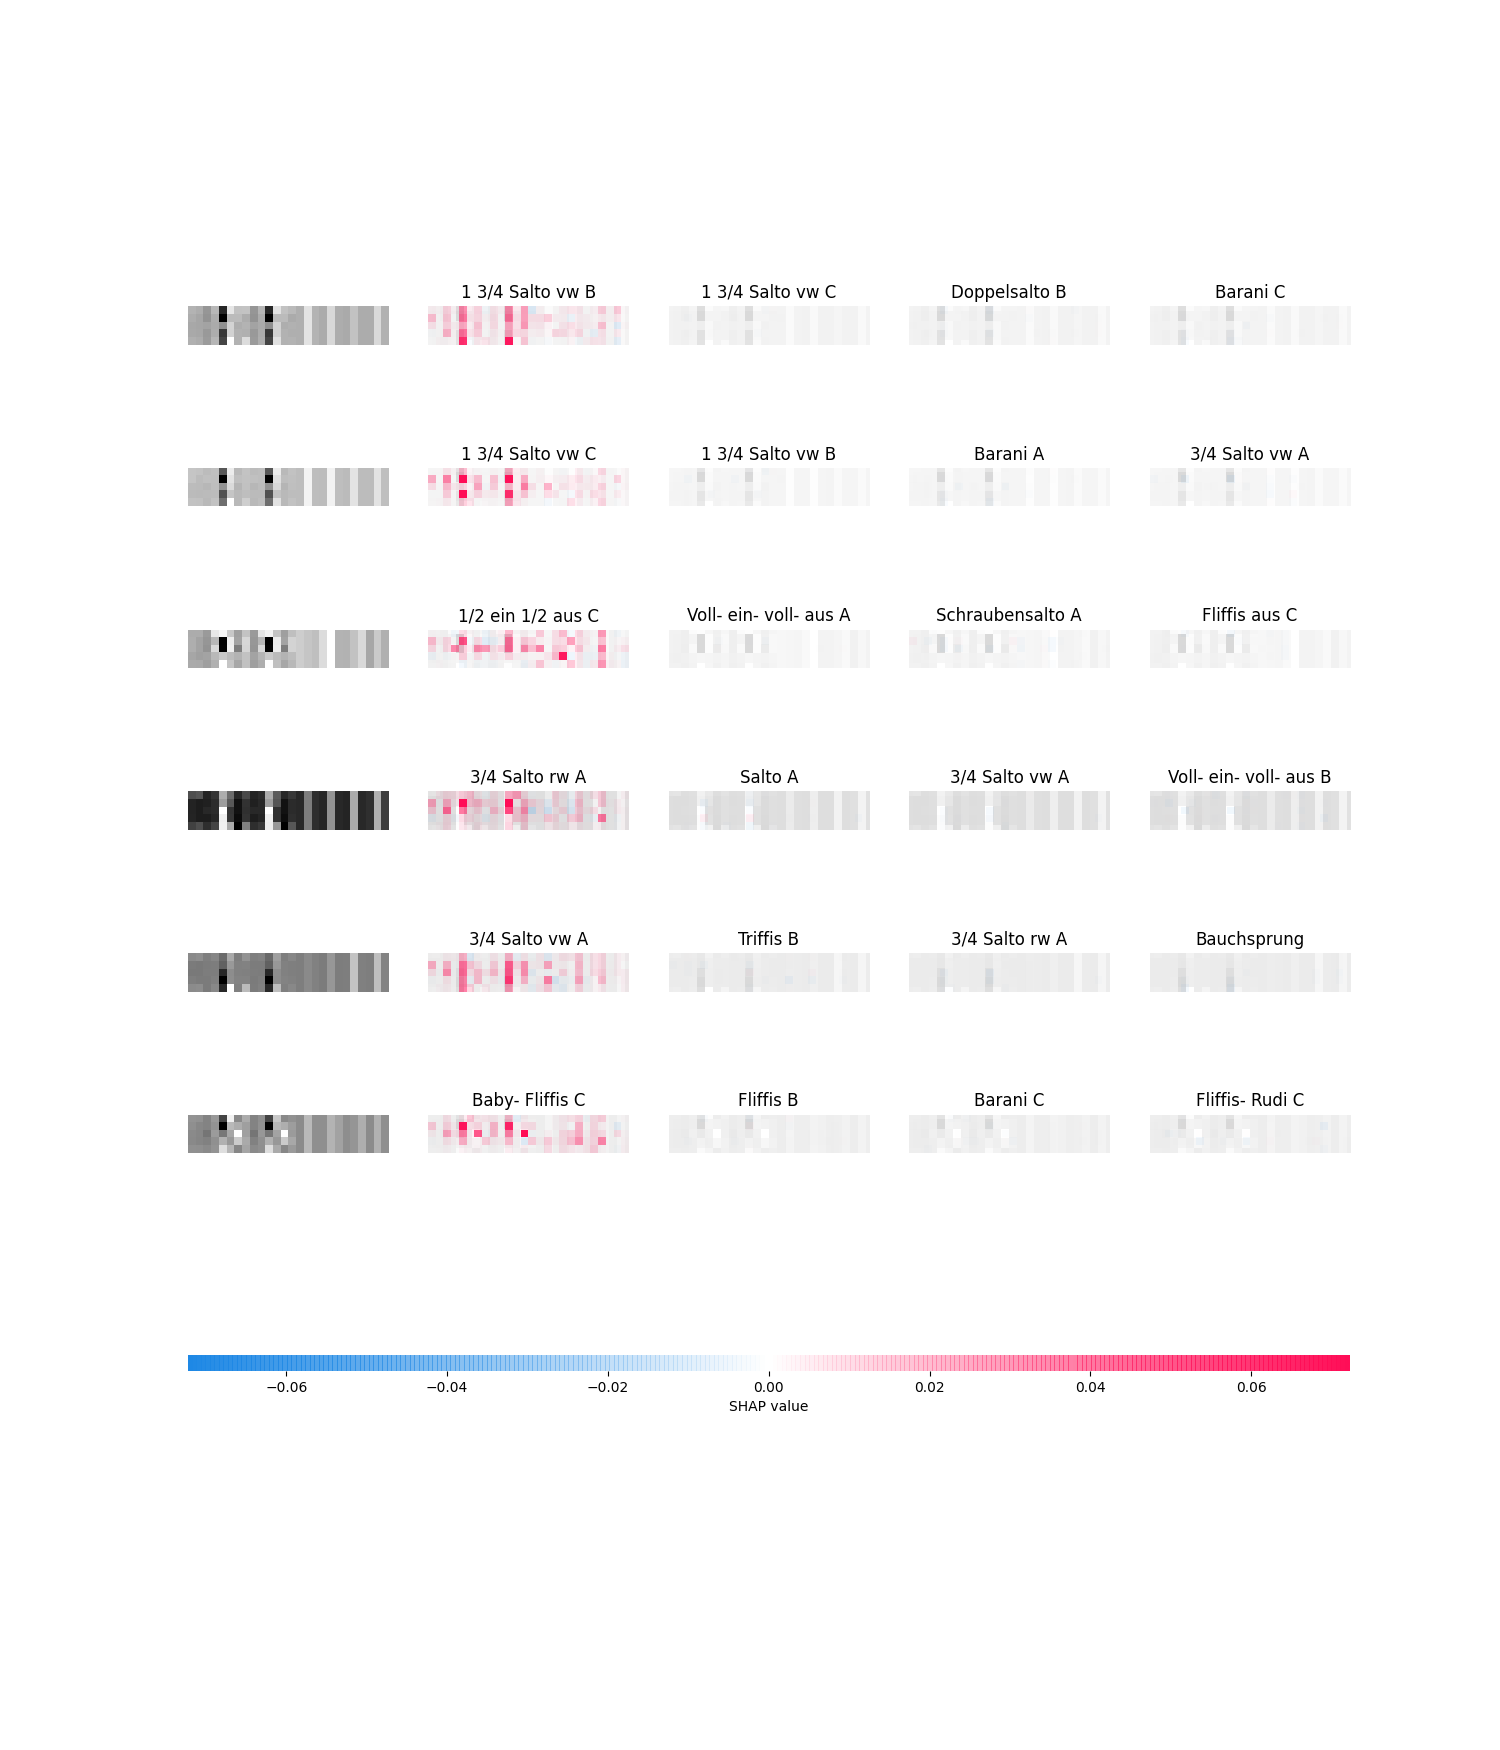 1 3/4 Salto vw B 1 3/4 Salto vw C Doppelsalto B Barani C
1 3/4 Salto vw C 1 3/4 Salto vw B Barani A 3/4 Salto vw A
1/2 ein 1/2 aus C Voll- ein- voll- aus A Schraubensalto A Fliffis aus C
3/4 Salto rw A Salto A 3/4 Salto vw A Voll- ein- voll- aus B
3/4 Salto vw A Triffis B 3/4 Salto rw A Bauchsprung
Baby- Fliffis C Fliffis B Barani C Fliffis- Rudi C
−0.06 −0.04 −0.02 0.00 0.02 0.04 0.06
SHAP value